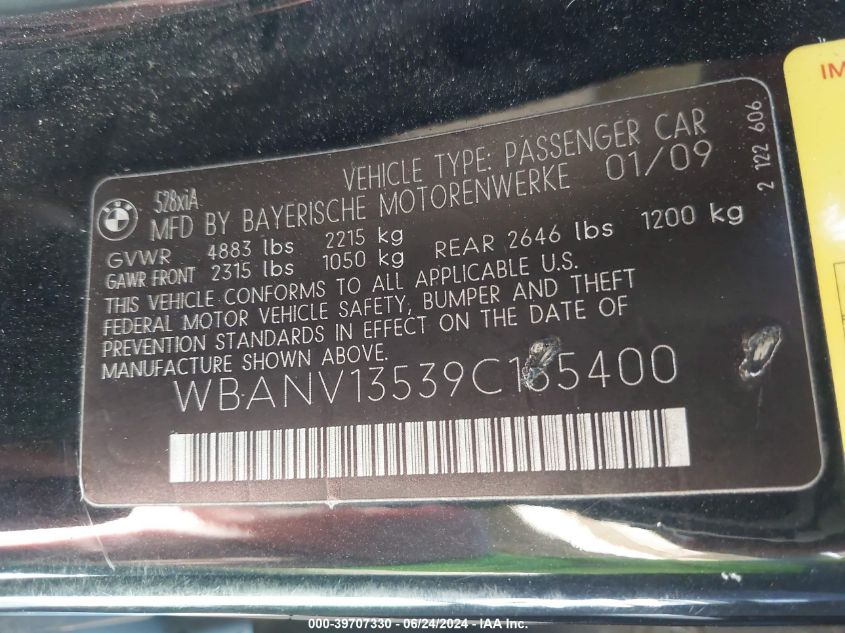 528xiA
VEHICLE TYPE: PASSENGER CAR
MFD BY BAYERISCHE MOTORENWERKE 01/09
GVWR 4883 lbs 2215 kg
GAWR FRONT 2315 lbs 1050 kg REAR 2646 lbs 1200 kg
THIS VEHICLE CONFORMS TO ALL APPLICABLE U.S.
FEDERAL MOTOR VEHICLE SAFETY, BUMPER AND THEFT
PREVENTION STANDARDS IN EFFECT ON THE DATE OF
MANUFACTURE SHOWN ABOVE.
WBANV13539C155400
2 122 606
BMW
000-39707330 - 06/24/2024 - IAA Inc.